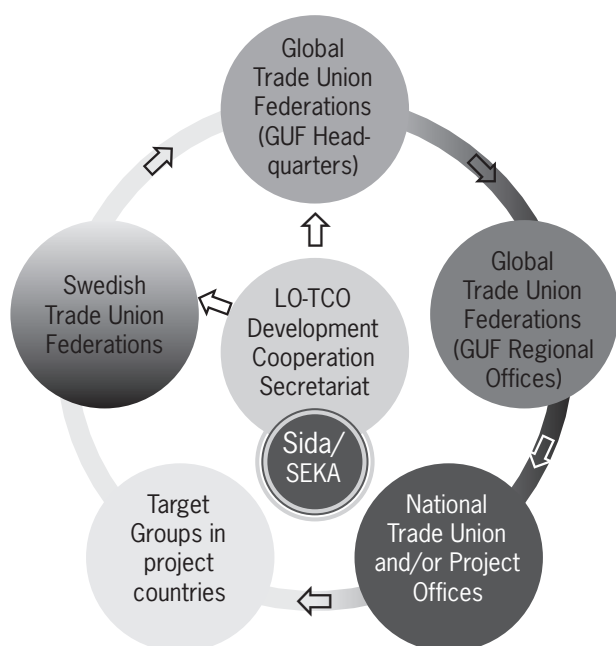 Global
Trade Union
Federations
(GUF Head-
quarters)
Swedish
Trade Union
Federations
LO-TCO
Development
Cooperation
Secretariat
Global
Trade Union
Federations
(GUF Regional
Offices)
Sida/
SEKA
Target
Groups in
project
countries
National
Trade Union
and/or Project
Offices